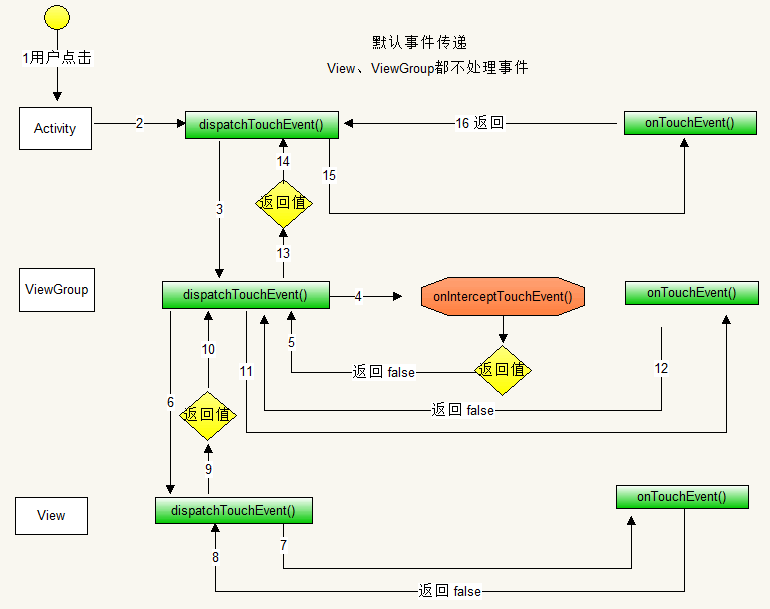 默认事件传递
View、ViewGroup都不处理事件
1用户点击
Activity
2
dispatchTouchEvent()
16 返回
onTouchEvent()
14
15
3
返回值
13
ViewGroup
dispatchTouchEvent()
4
onInterceptTouchEvent()
onTouchEvent()
5
10
11
返回 false
返回值
12
6
返回值
返回 false
9
View
dispatchTouchEvent()
onTouchEvent()
7
8
返回 false